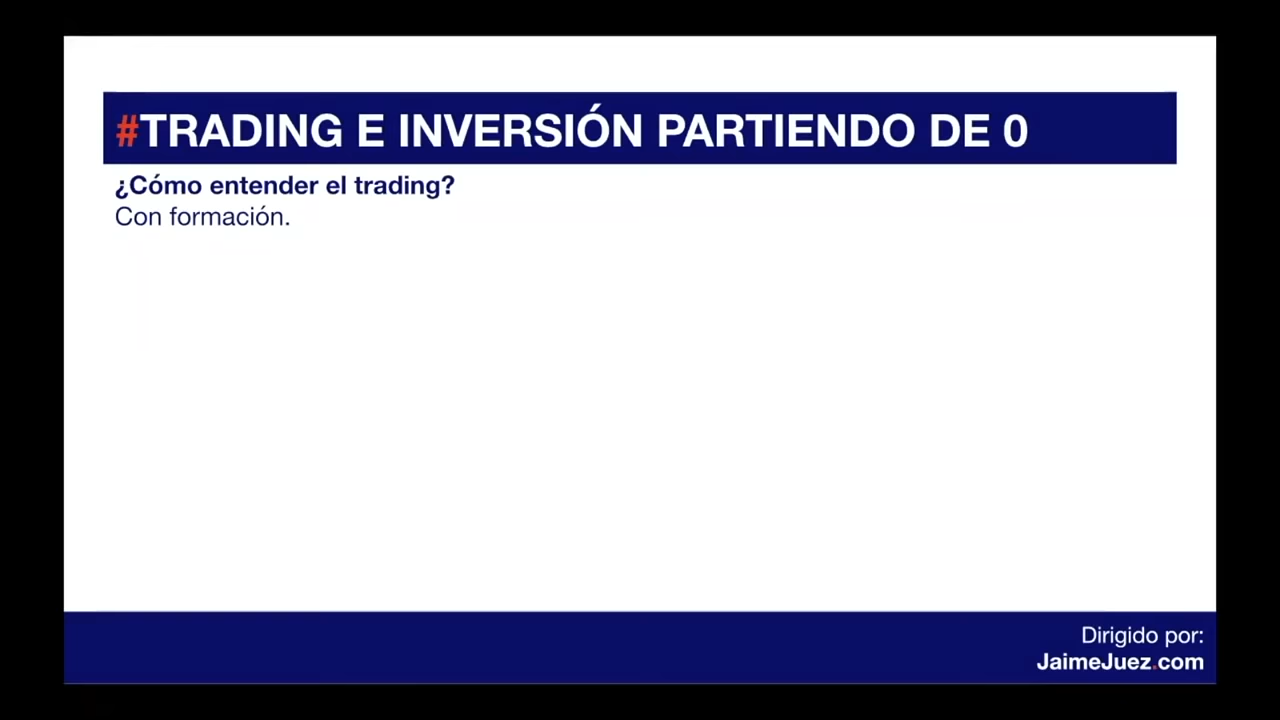 #TRADING E INVERSIÓN PARTIENDO DE 0
¿Cómo entender el trading?
Con formación.
Dirigido por:
JaimeJuez.com